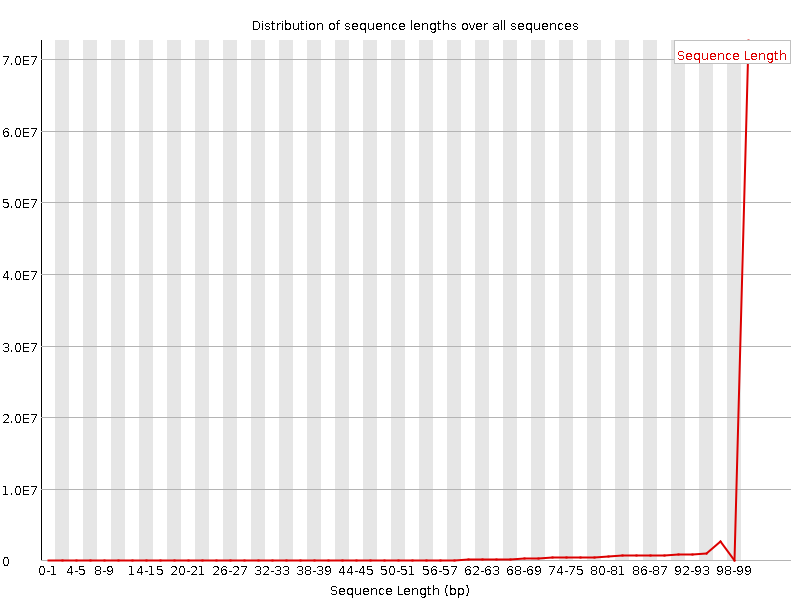 Distribution of sequence lengths over all sequences
Sequence Length
7.0E7
6.0E7
5.0E7
4.0E7
3.0E7
2.0E7
1.0E7
0
0-1 4-5 8-9 14-15 20-21 26-27 32-33 38-39 44-45 50-51 56-57 62-63 68-69 74-75 80-81 86-87 92-93 98-99
Sequence Length (bp)